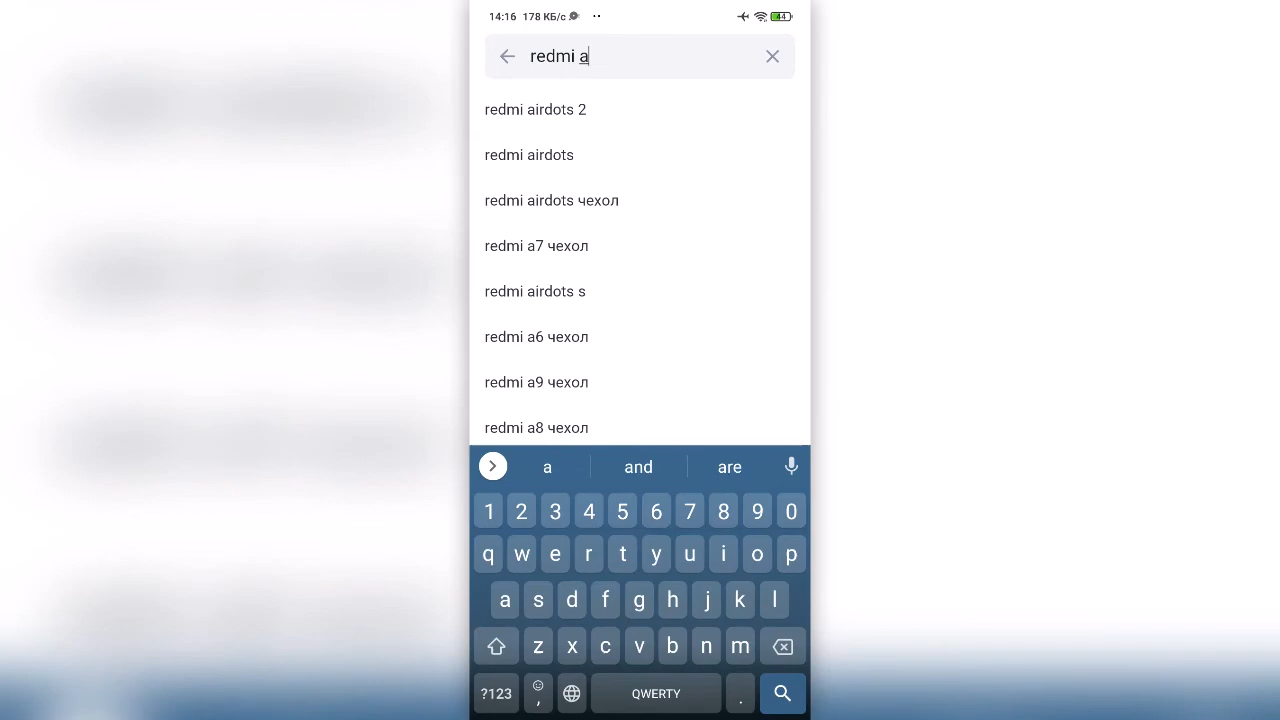 14:16 178 КБ/с
44
redmi a
redmi airdots 2
redmi airdots
redmi airdots чехол
redmi a7 чехол
redmi airdots s
redmi a6 чехол
redmi a9 чехол
redmi a8 чехол
a and are
1 2 3 4 5 6 7 8 9 0
q w e r t y u i o p
a s d f g h j k l
z x c v b n m
?123 , QWERTY .